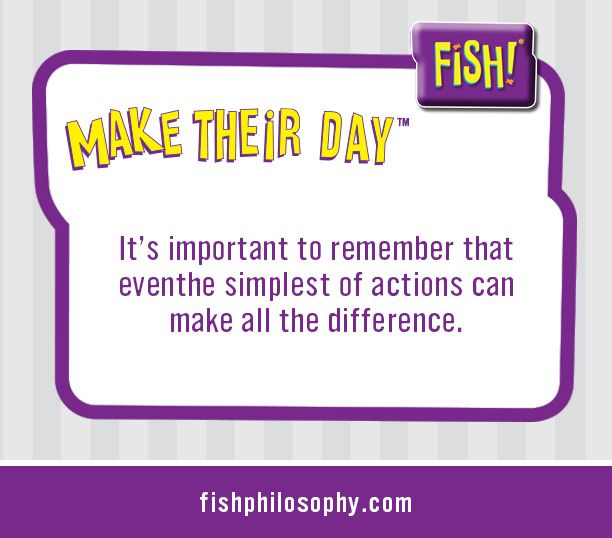 FiSH!®
MAKE THEiR DAY™
It's important to remember that
eventhe simplest of actions can
make all the difference.
fishphilosophy.com